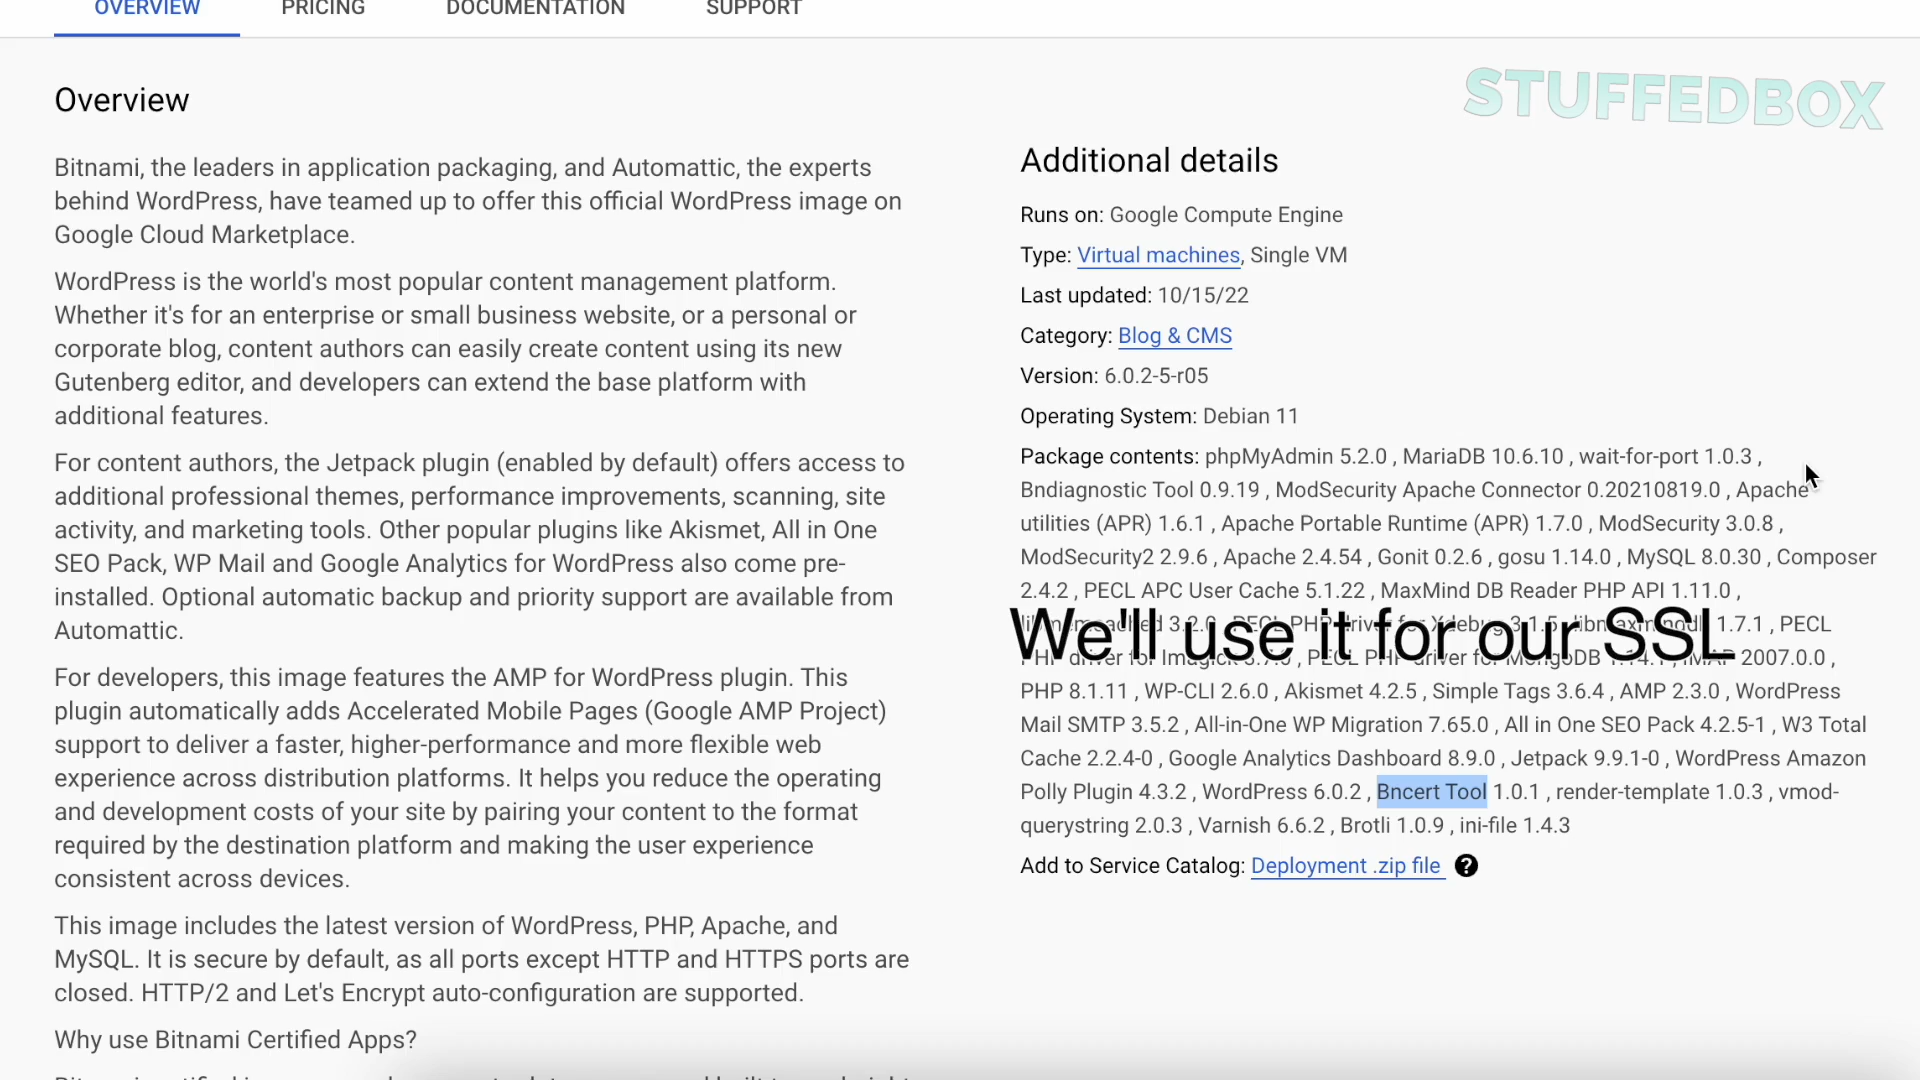 OVERVIEW PRICING DOCUMENTATION SUPPORT
STUFFEDBOX
Overview
Bitnami, the leaders in application packaging, and Automattic, the experts
behind WordPress, have teamed up to offer this official WordPress image on
Google Cloud Marketplace.
WordPress is the world's most popular content management platform.
Whether it's for an enterprise or small business website, or a personal or
corporate blog, content authors can easily create content using its new
Gutenberg editor, and developers can extend the base platform with
additional features.
For content authors, the Jetpack plugin (enabled by default) offers access to
additional professional themes, performance improvements, scanning, site
activity, and marketing tools. Other popular plugins like Akismet, All in One
SEO Pack, WP Mail and Google Analytics for WordPress also come pre-
installed. Optional automatic backup and priority support are available from
Automattic.
For developers, this image features the AMP for WordPress plugin. This
plugin automatically adds Accelerated Mobile Pages (Google AMP Project)
support to deliver a faster, higher-performance and more flexible web
experience across distribution platforms. It helps you reduce the operating
and development costs of your site by pairing your content to the format
required by the destination platform and making the user experience
consistent across devices.
This image includes the latest version of WordPress, PHP, Apache, and
MySQL. It is secure by default, as all ports except HTTP and HTTPS ports are
closed. HTTP/2 and Let's Encrypt auto-configuration are supported.
Why use Bitnami Certified Apps?
Additional details
Runs on: Google Compute Engine
Type: Virtual machines, Single VM
Last updated: 10/15/22
Category: Blog & CMS
Version: 6.0.2-5-r05
Operating System: Debian 11
Package contents: phpMyAdmin 5.2.0 , MariaDB 10.6.10 , wait-for-port 1.0.3 ,
Bndiagnostic Tool 0.9.19 , ModSecurity Apache Connector 0.20210819.0 , Apache
utilities (APR) 1.6.1 , Apache Portable Runtime (APR) 1.7.0 , ModSecurity 3.0.8 ,
ModSecurity2 2.9.6 , Apache 2.4.54 , Gonit 0.2.6 , gosu 1.14.0 , MySQL 8.0.30 , Composer
2.4.2 , PECL APC User Cache 5.1.22 , MaxMind DB Reader PHP API 1.11.0 ,
1.7.1 , PECL
We'll use it for our SSL
2007.0.0 ,
PHP 8.1.11 , WP-CLI 2.6.0 , Akismet 4.2.5 , Simple Tags 3.6.4 , AMP 2.3.0 , WordPress
Mail SMTP 3.5.2 , All-in-One WP Migration 7.65.0 , All in One SEO Pack 4.2.5-1 , W3 Total
Cache 2.2.4-0 , Google Analytics Dashboard 8.9.0 , Jetpack 9.9.1-0 , WordPress Amazon
Polly Plugin 4.3.2 , WordPress 6.0.2 , Bncert Tool 1.0.1 , render-template 1.0.3 , vmod-
querystring 2.0.3 , Varnish 6.6.2 , Brotli 1.0.9 , ini-file 1.4.3
Add to Service Catalog: Deployment .zip file